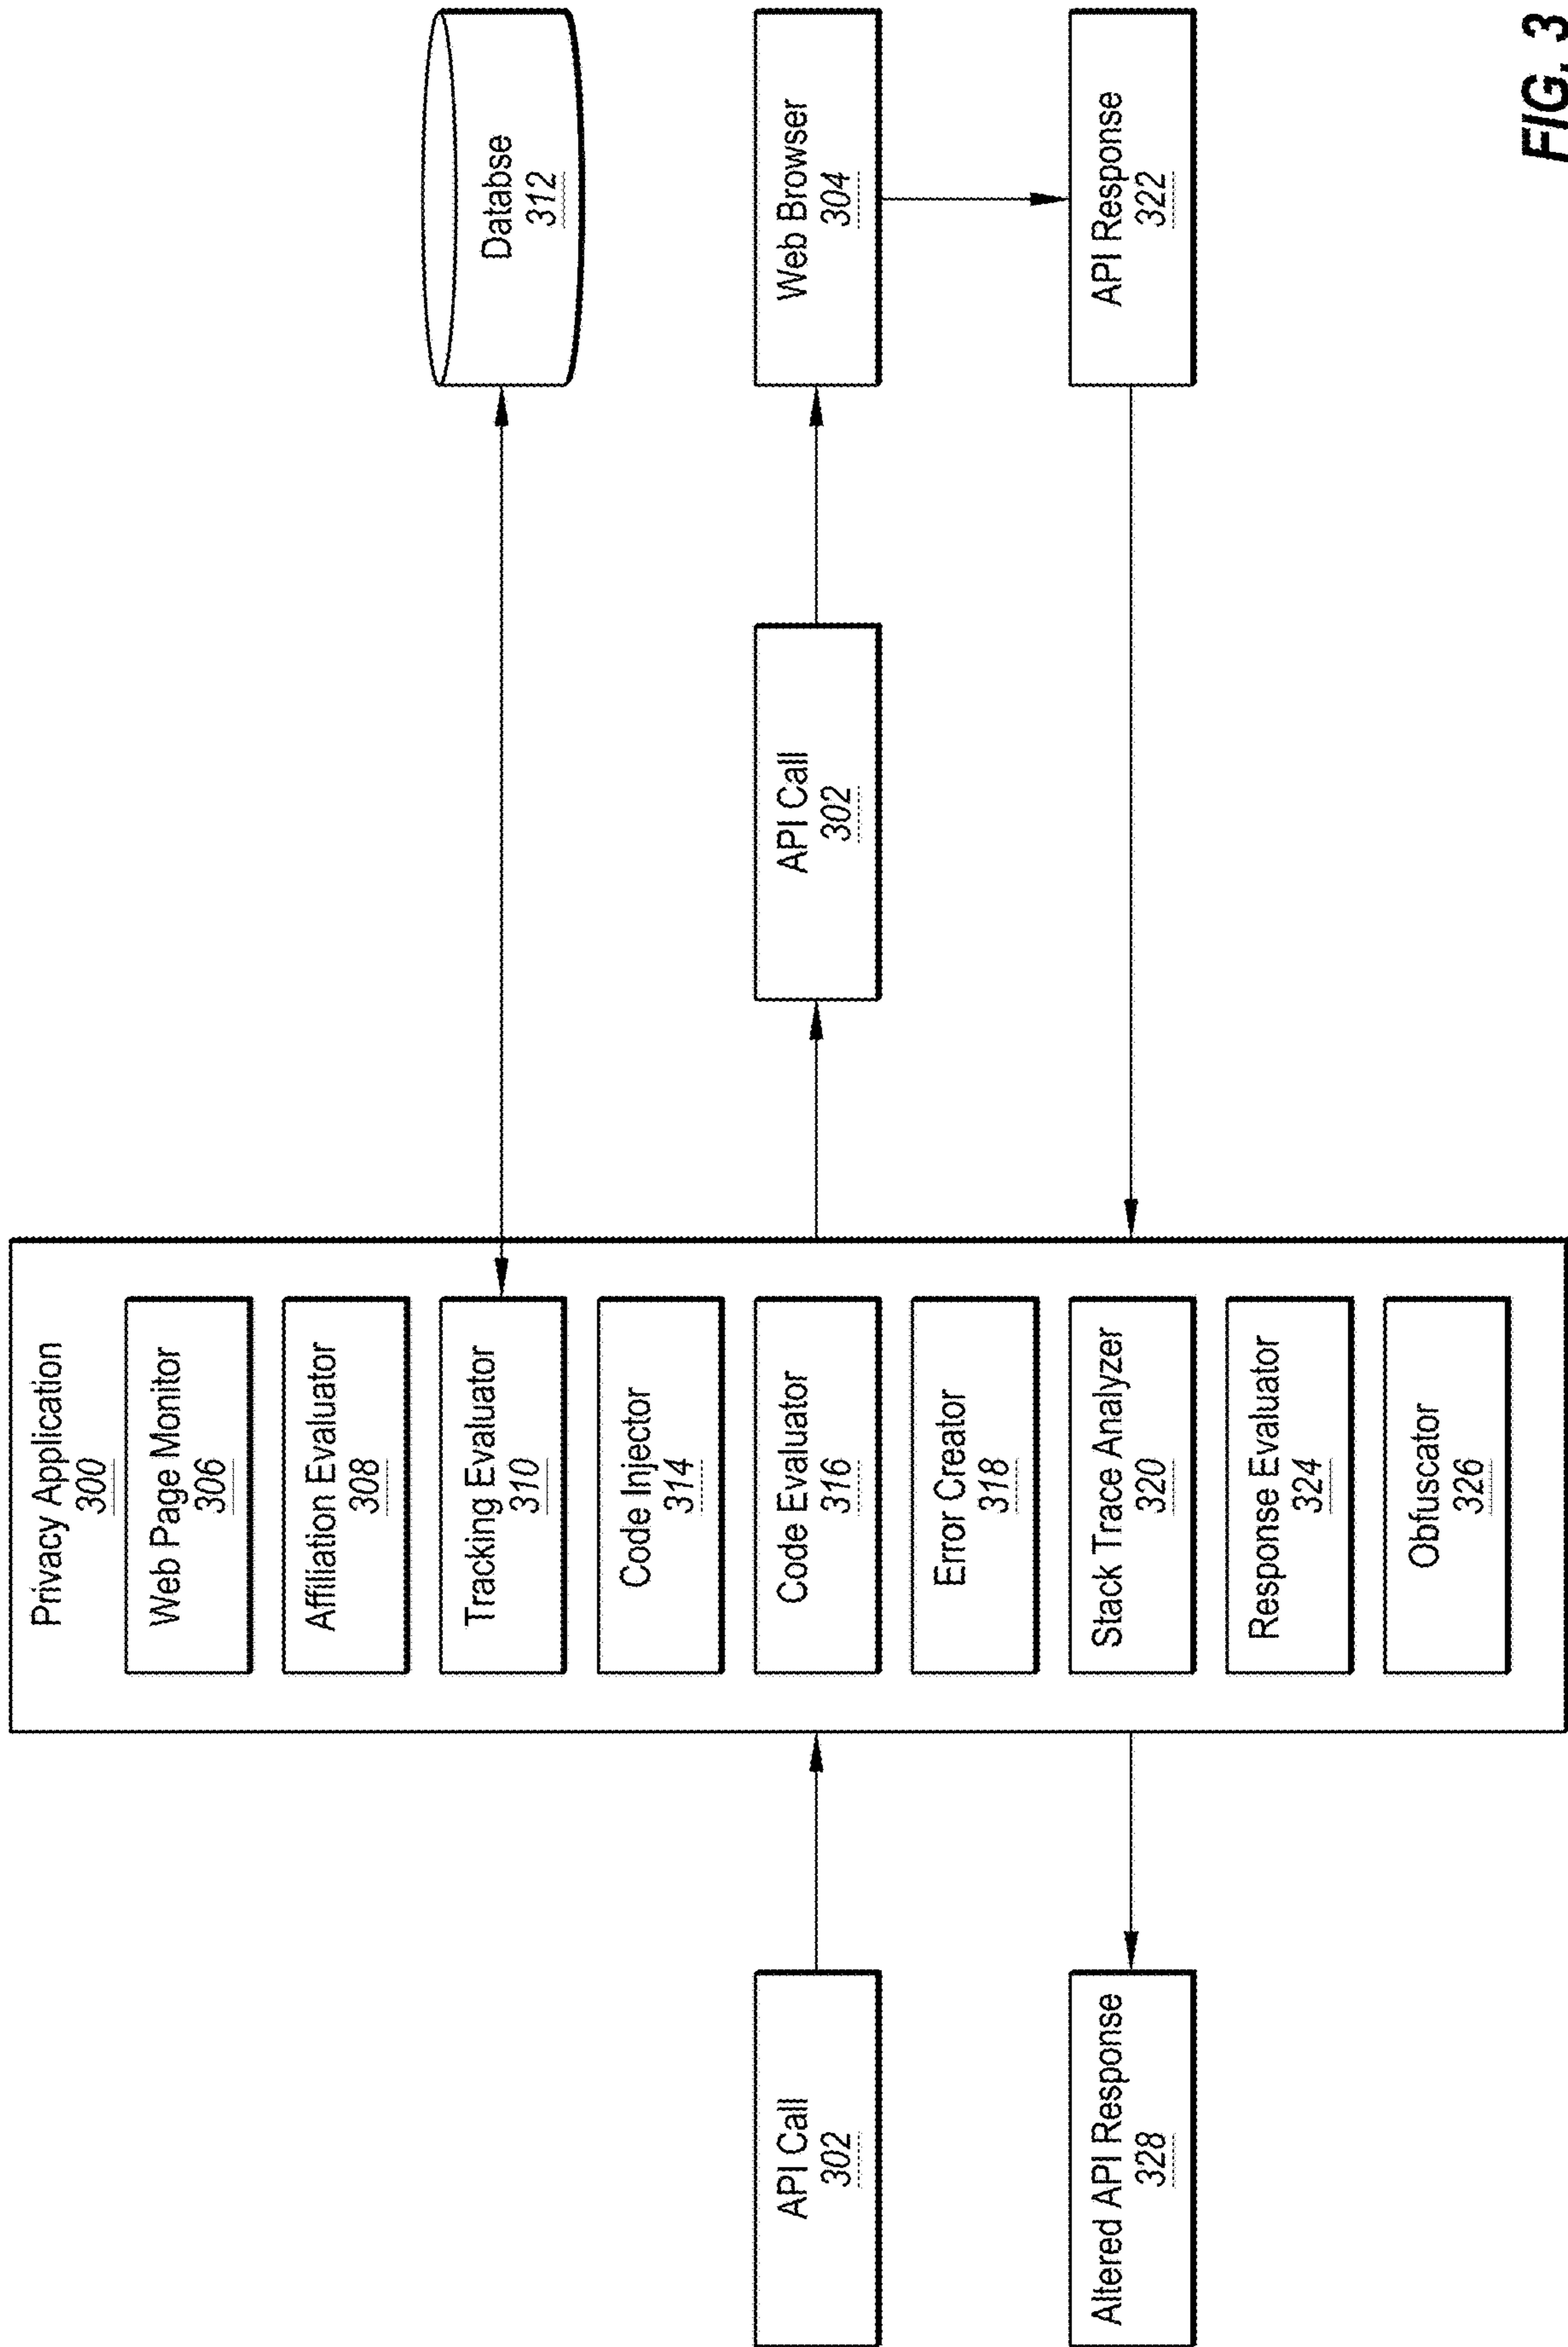 Privacy Application
300
Web Page Monitor
306
Affiliation Evaluator
308
Tracking Evaluator
310
Code Injector
314
Code Evaluator
316
Error Creator
318
Stack Trace Analyzer
320
Response Evaluator
324
Obfuscator
326
API Call
302
Altered API Response
328
Databse
312
API Call
302
Web Browser
304
API Response
322
FIG. 3